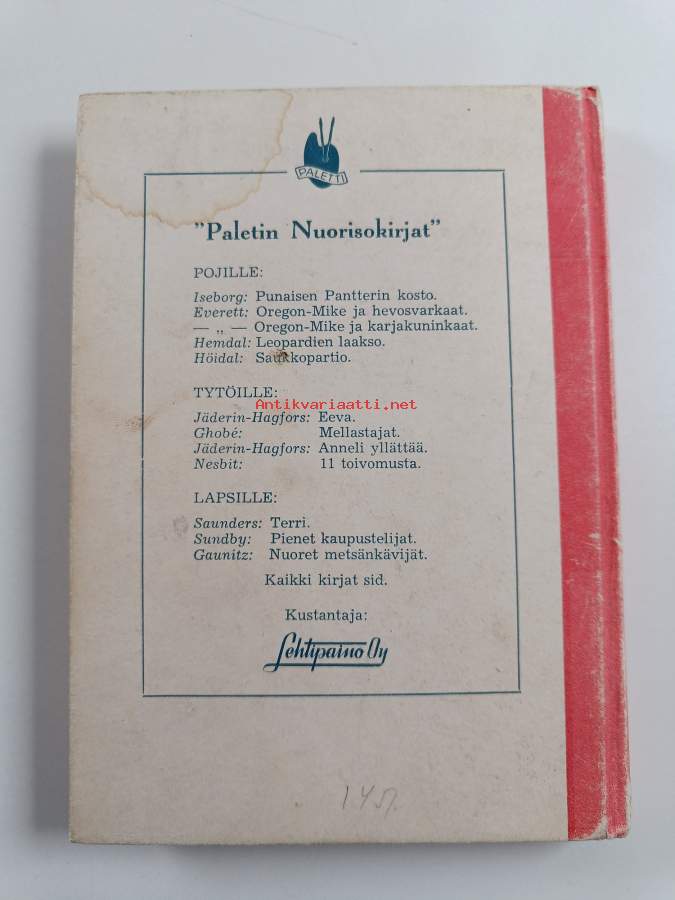 PALETTI
"Paletin Nuorisokirjat"
POJILLE:
Iseborg: Punaisen Pantterin kosto.
Everett: Oregon-Mike ja hevosvarkaat.
— „ — Oregon-Mike ja karjakuninkaat.
Hemdal: Leopardien laakso.
Höidal: Saukkopartio.
TYTÖILLE:
Antikvariaatti.net
Jäderin-Hagfors: Eeva.
Ghobé: Mellastajat.
Jäderin-Hagfors: Anneli yllättää.
Nesbit: 11 toivomusta.
LAPSILLE:
Saunders: Terri.
Sundby: Pienet kaupustelijat.
Gaunitz: Nuoret metsänkävijät.
Kaikki kirjat sid.
Kustantaja:
Lehtipaino Oy